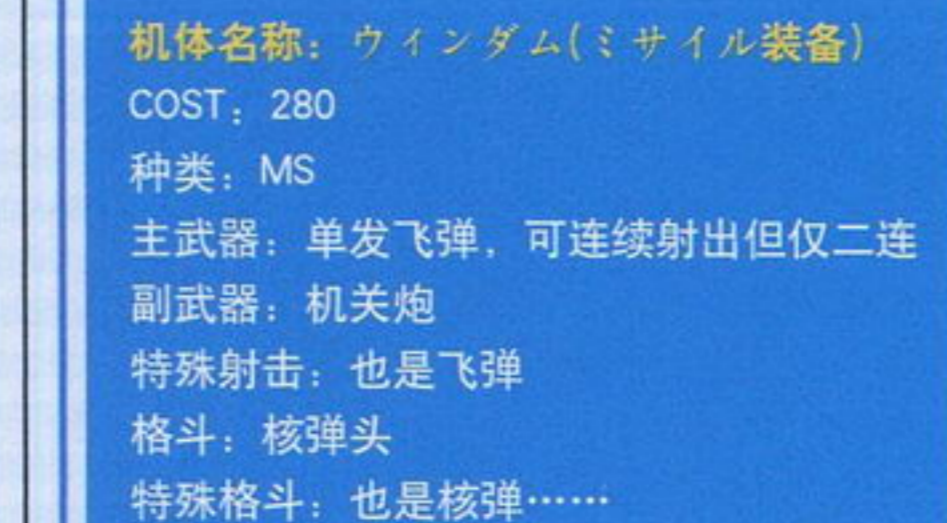 机体名称：ウィンダム(ミサイル装备)
COST：280
种类：MS
主武器：单发飞弹，可连续射出但仅二连
副武器：机关炮
特殊射击：也是飞弹
格斗：核弹头
特殊格斗：也是核弹……